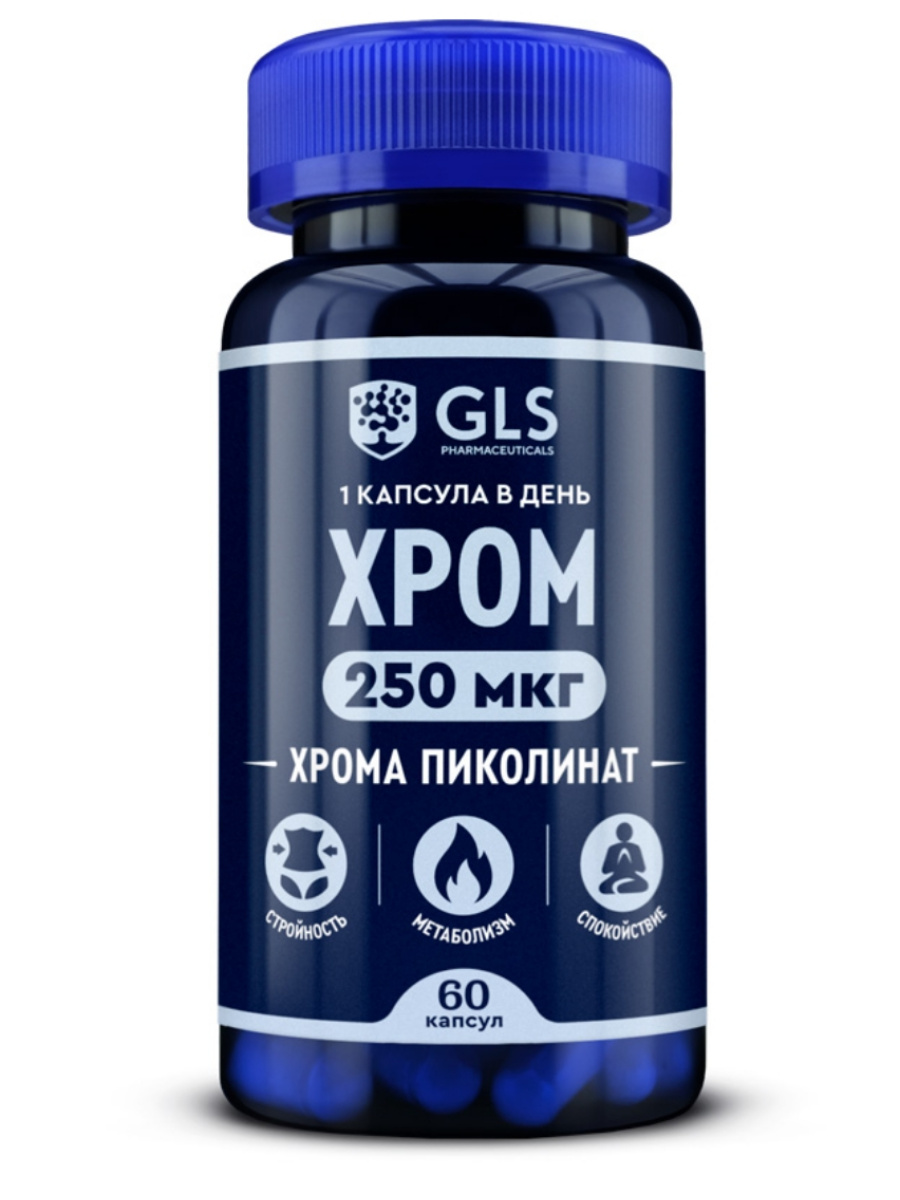 GLS
PHARMACEUTICALS
1 КАПСУЛА В ДЕНЬ
ХРОМ
250 мкг
ХРОМА ПИКОЛИНАТ
СТРОЙНОСТЬ
МЕТАБОЛИЗМ
СПОКОЙСТВИЕ
60
капсул